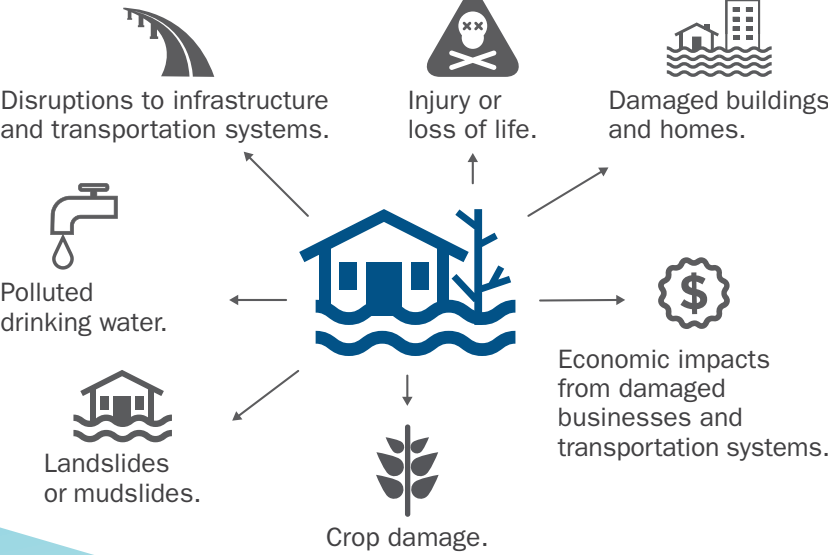 Disruptions to infrastructure
and transportation systems.
Injury or
loss of life.
Damaged buildings
and homes.
Polluted
drinking water.
$
Economic impacts
from damaged
businesses and
transportation systems.
Landslides
or mudslides.
Crop damage.